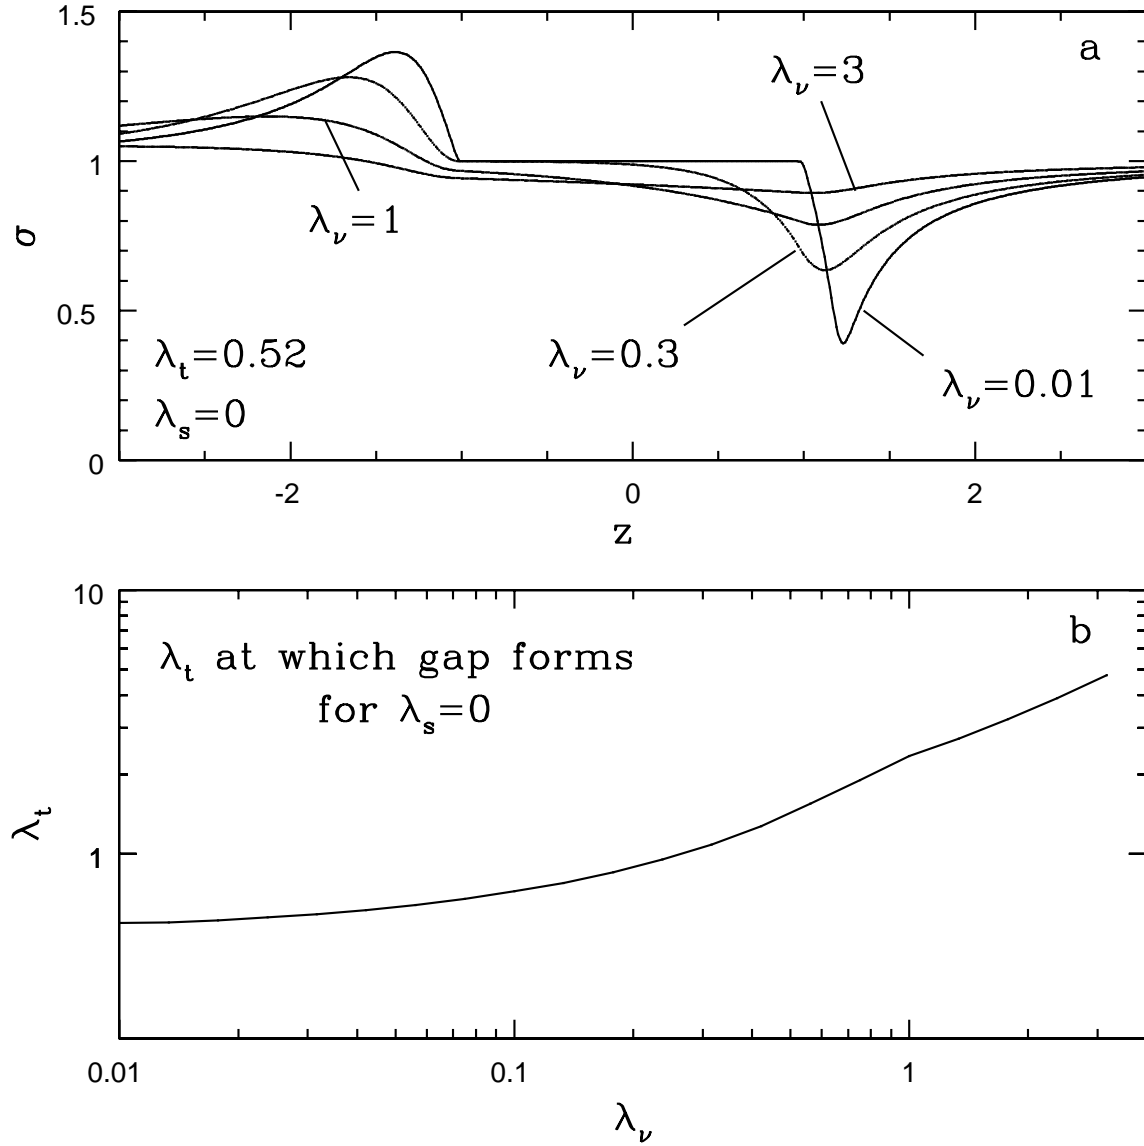 1.5
a
λν=3
1
λν=1
σ
0.5
λt=0.52
λν=0.3
λν=0.01
λs=0
0
-2
0
2
z
10
b
λt at which gap forms
for λs=0
λt
1
0.01
0.1
1
λν